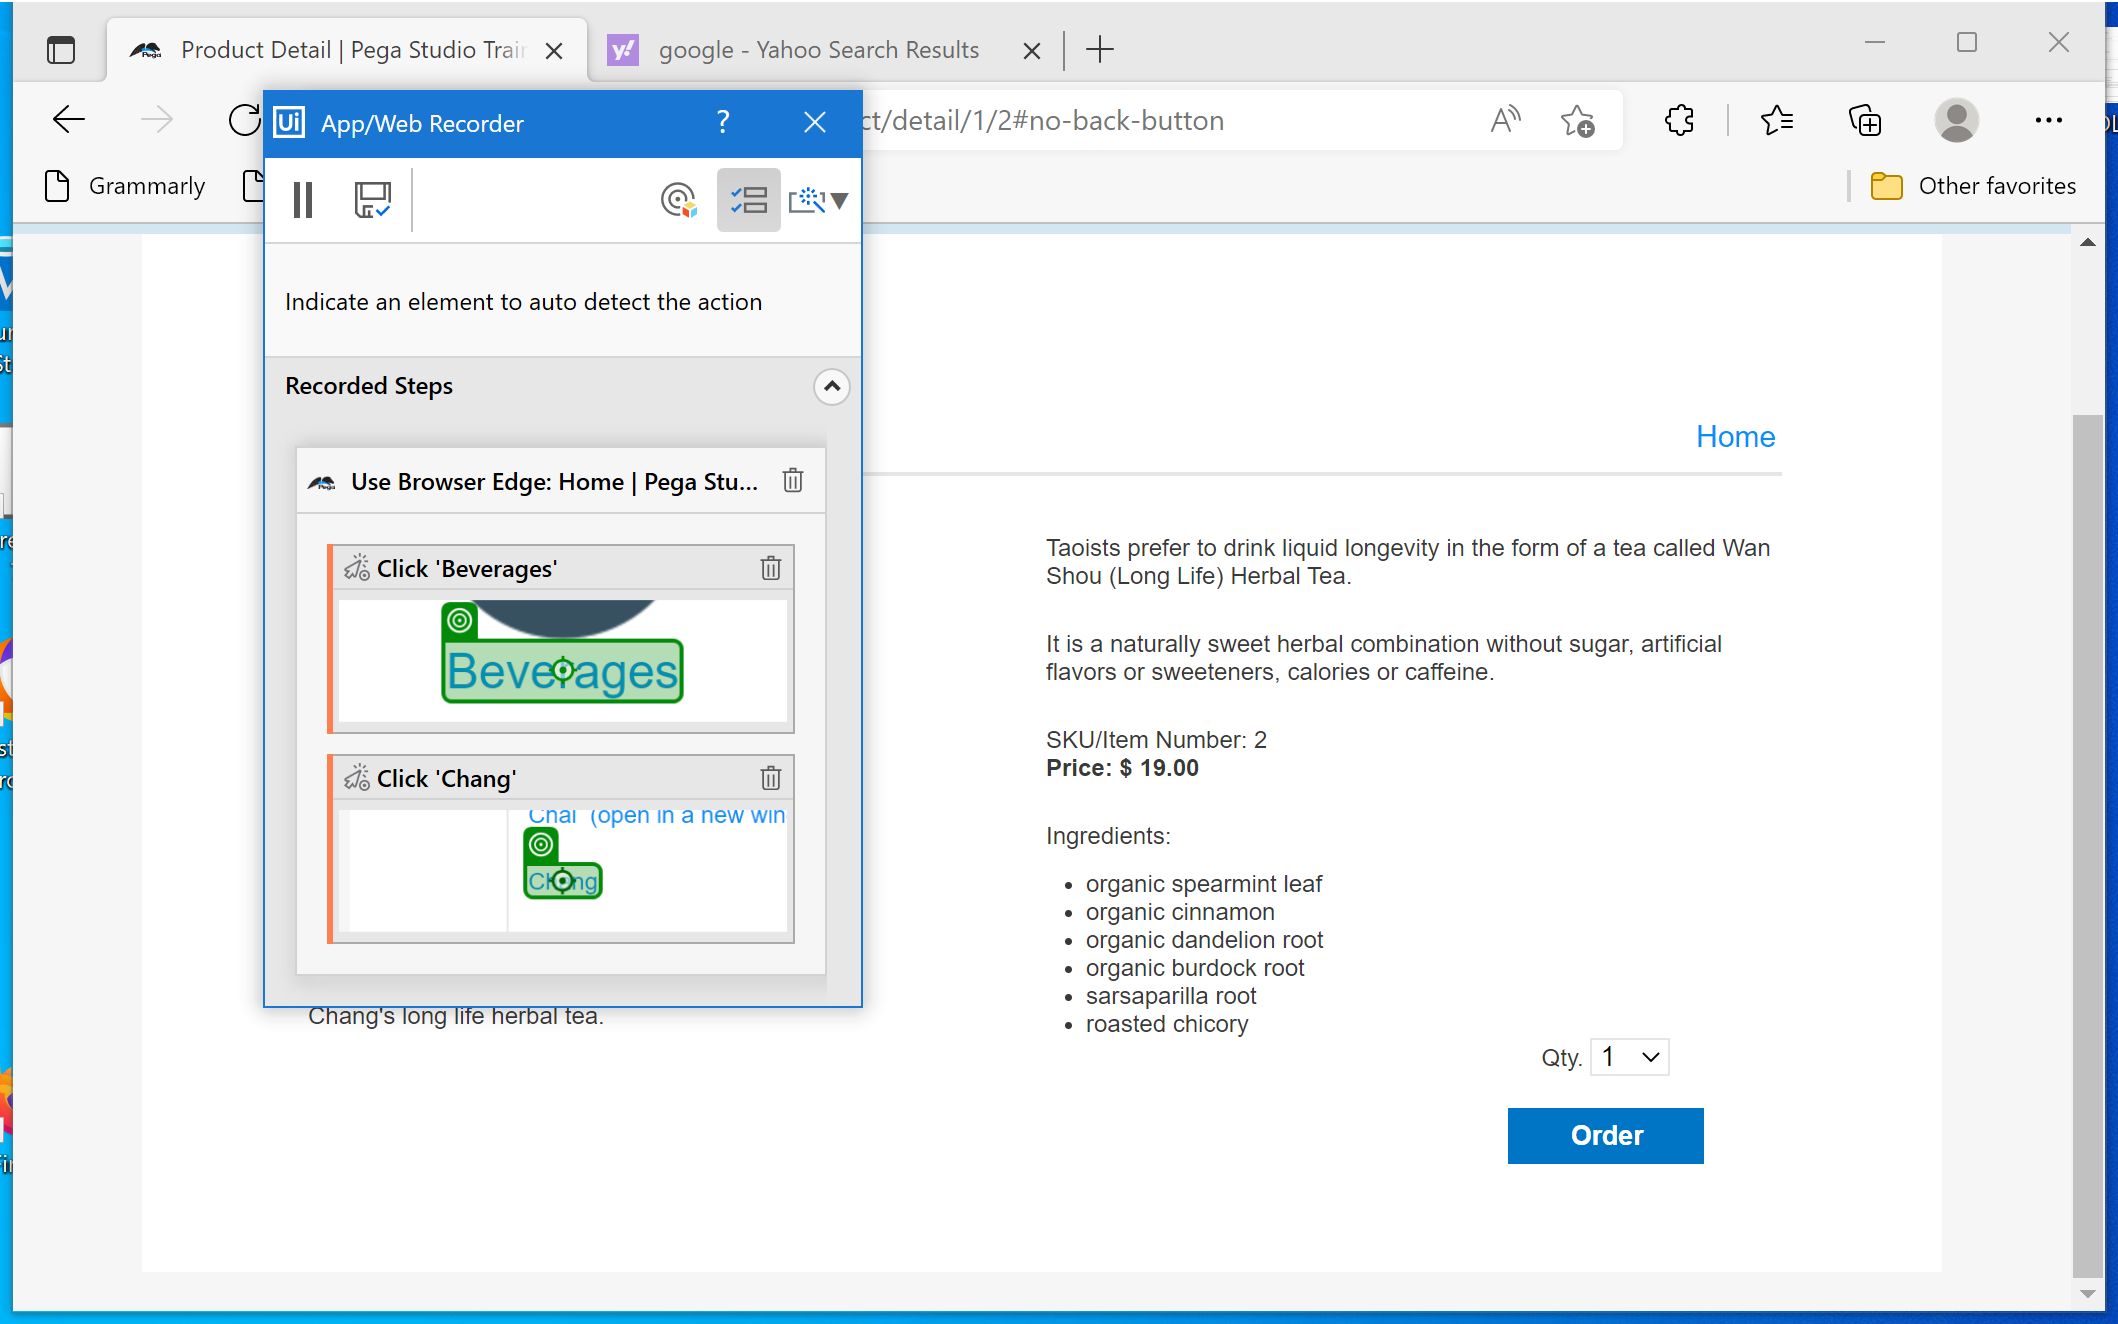 Product Detail | Pega Studio Trai
google - Yahoo Search Results
ct/detail/1/2#no-back-button
Grammarly
Other favorites
Ui App/Web Recorder ?
Indicate an element to auto detect the action
Recorded Steps
Use Browser Edge: Home | Pega Stu...
Click 'Beverages'
Beverages
Click 'Chang'
Chai (open in a new win
Chang
Chang's long life herbal tea.
Home
Taoists prefer to drink liquid longevity in the form of a tea called Wan
Shou (Long Life) Herbal Tea.
It is a naturally sweet herbal combination without sugar, artificial
flavors or sweeteners, calories or caffeine.
SKU/Item Number: 2
Price: $ 19.00
Ingredients:
organic spearmint leaf
organic cinnamon
organic dandelion root
organic burdock root
sarsaparilla root
roasted chicory
Qty. 1
Order